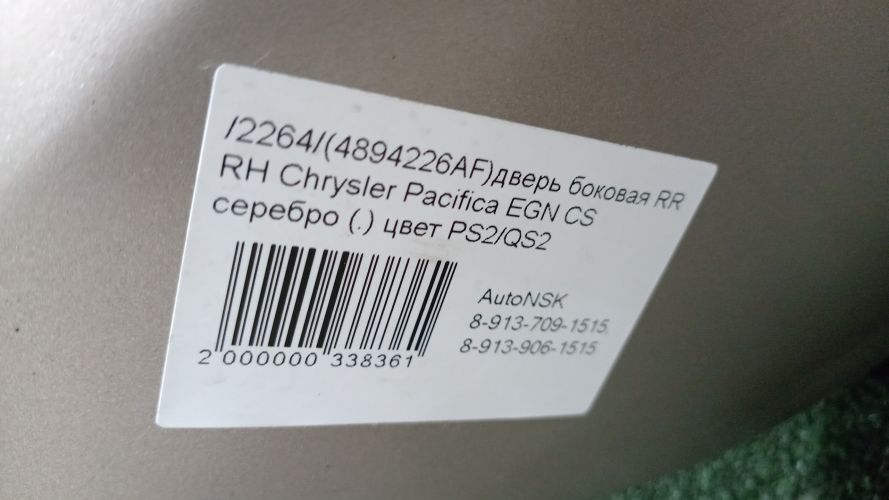 /2264/(4894226AF)дверь боковая RR
RH Chrysler Pacifica EGN CS
серебро (.) цвет PS2/QS2
AutoNSK
8-913-709-1515,
8-913-906-1515
2 000000 338361